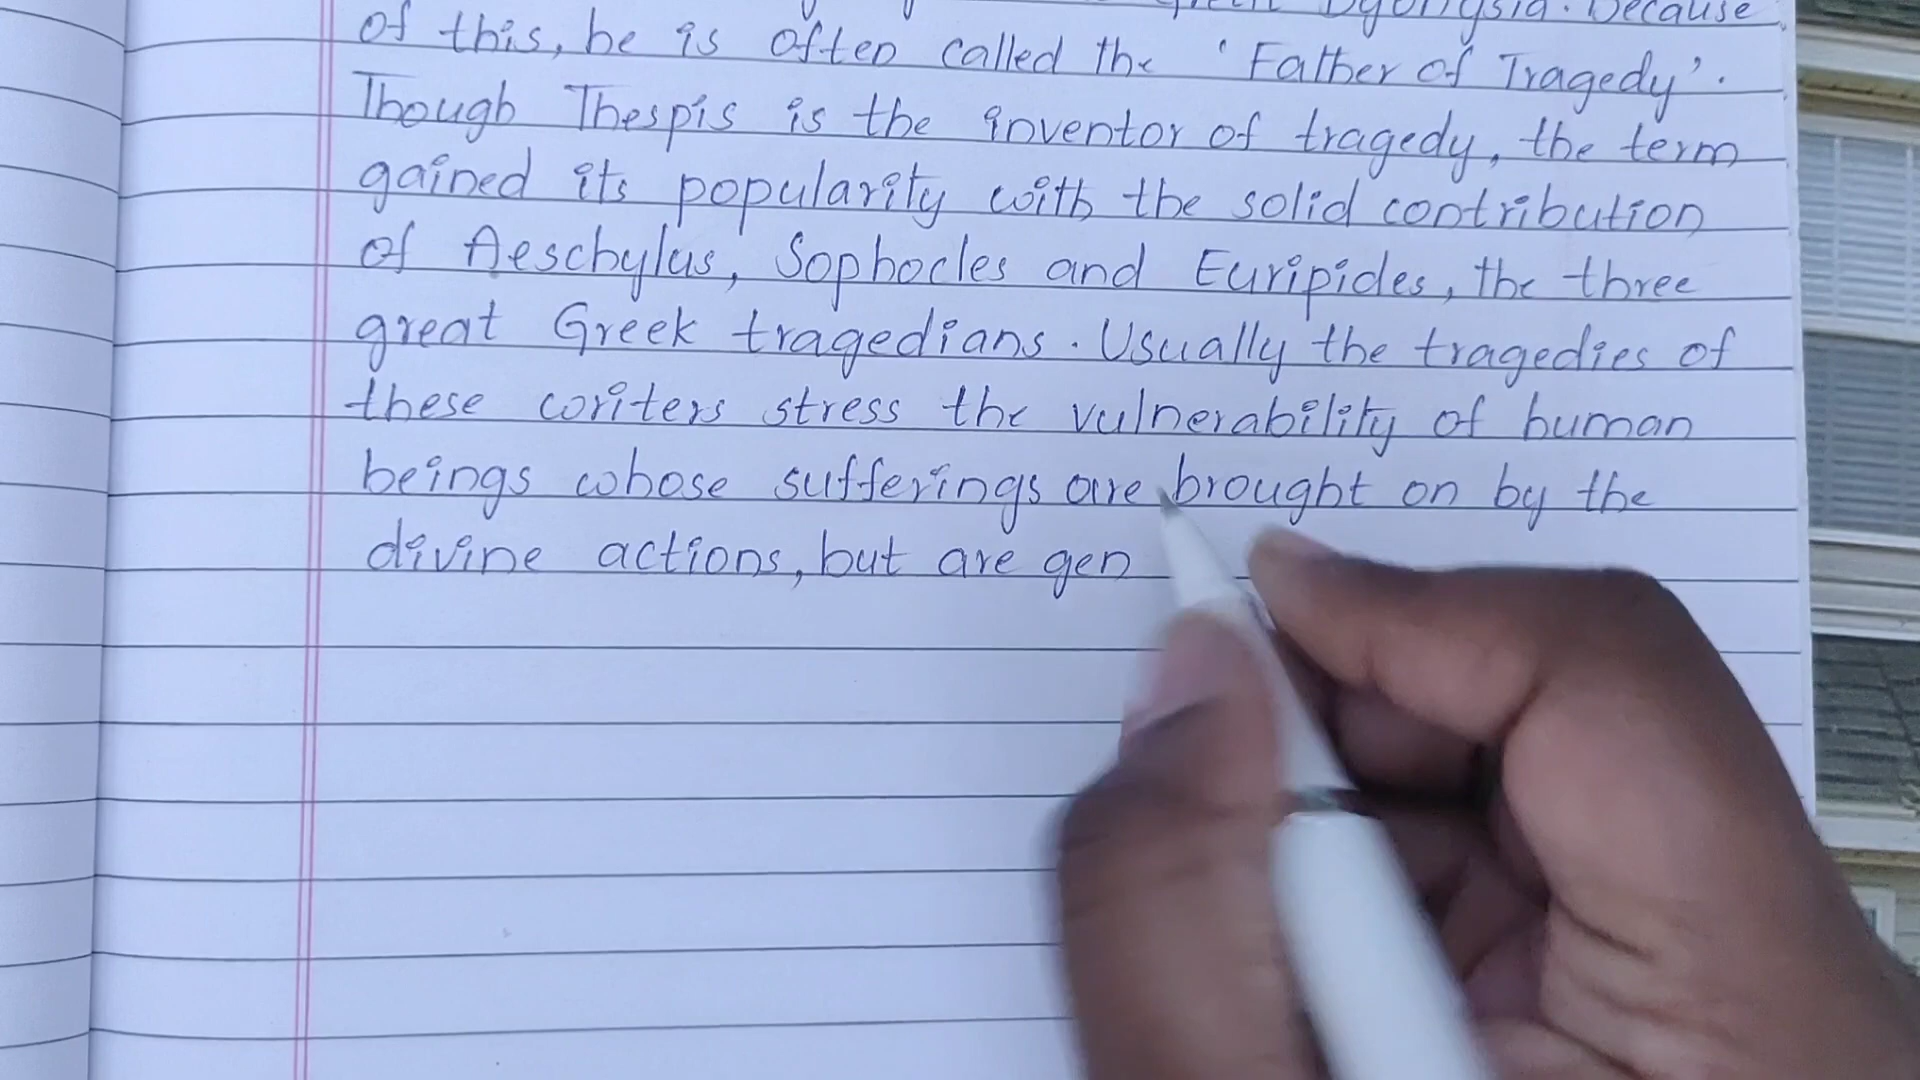 Because
of this, he is often called the 'Father of Tragedy'.
Though Thespis is the inventor of tragedy, the term
gained its popularity with the solid contribution
of Aeschylus, Sophocles and Euripides, the three
great Greek tragedians. Usually the tragedies of
these writers stress the vulnerability of human
beings whose sufferings are brought on by the
divine actions, but are gen